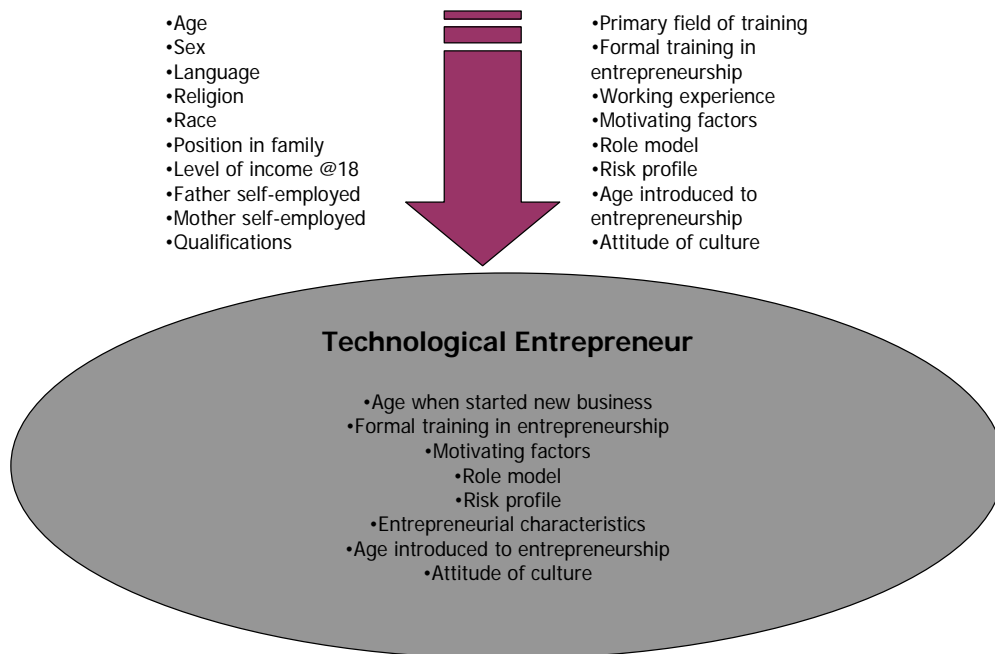 •Age
•Sex
•Language
•Religion
•Race
•Position in family
•Level of income @18
•Father self-employed
•Mother self-employed
•Qualifications
•Primary field of training
•Formal training in
entrepreneurship
•Working experience
•Motivating factors
•Role model
•Risk profile
•Age introduced to
entrepreneurship
•Attitude of culture
Technological Entrepreneur
•Age when started new business
•Formal training in entrepreneurship
•Motivating factors
•Role model
•Risk profile
•Entrepreneurial characteristics
•Age introduced to entrepreneurship
•Attitude of culture